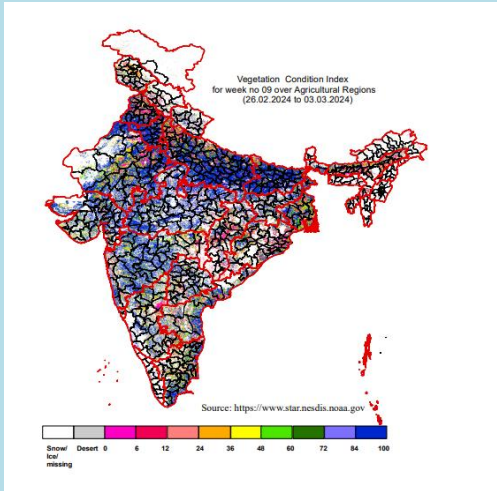 Vegetation Condition Index
for week no 09 over Agricultural Regions
(26.02.2024 to 03.03.2024)
Source: https://www.star.nesdis.noaa.gov
Snow/ Desert 0 6 12 24 36 48 60 72 84 100
Ice/
missing